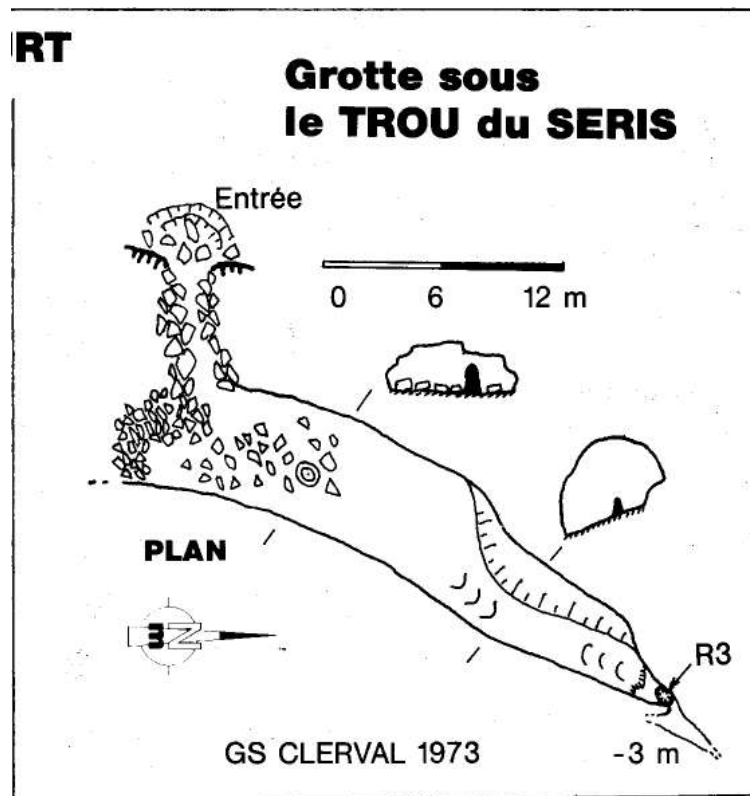 RT
Grotte sous
le TROU du SERIS
Entrée
0 6 12 m
PLAN
N
R3
GS CLERVAL 1973
-3 m